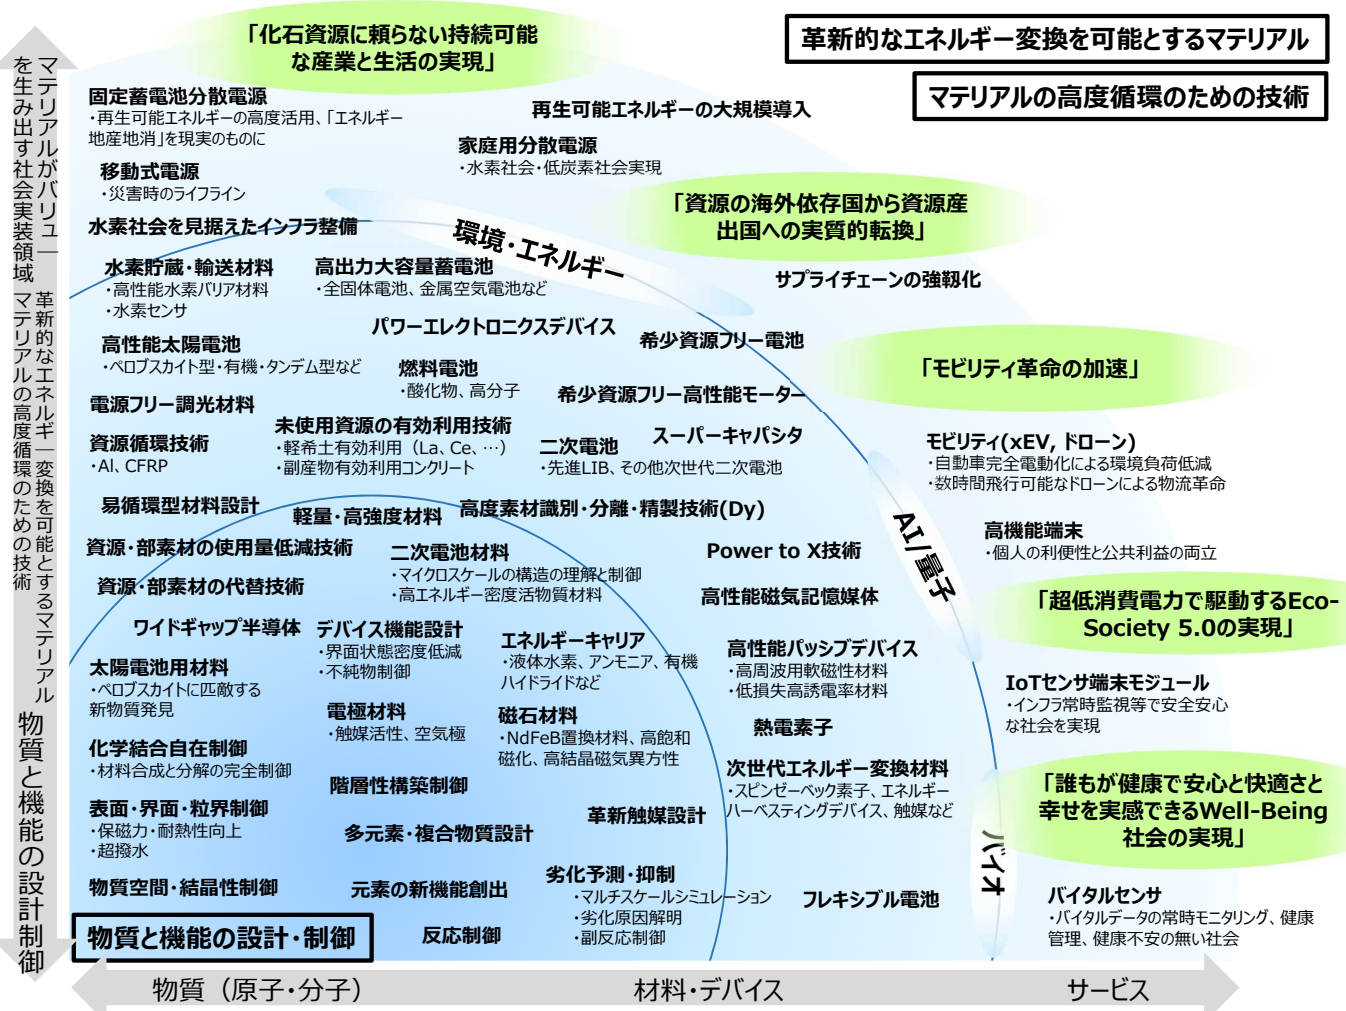 革新的なエネルギー変換を可能とするマテリアル
マテリアルの高度循環のための技術
「化石資源に頼らない持続可能
な産業と生活の実現」
固定蓄電池分散電源
・再生可能エネルギーの高度活用、「エネルギー
地産地消」を現実のものに
再生可能エネルギーの大規模導入
家庭用分散電源
・水素社会・低炭素社会実現
移動式電源
・災害時のライフライン
「資源の海外依存国から資源産
出国への実質的転換」
水素社会を見据えたインフラ整備
環境・エネルギー
サプライチェーンの強靱化
水素貯蔵・輸送材料
・高性能水素バリア材料
・水素センサ
高出力大容量蓄電池
・全固体電池、金属空気電池など
パワーエレクトロニクスデバイス
希少資源フリー電池
高性能太陽電池
・ペロブスカイト型・有機・タンデム型など
燃料電池
・酸化物、高分子
「モビリティ革命の加速」
希少資源フリー高性能モーター
電源フリー調光材料
未使用資源の有効利用技術
・軽希土有効利用（La、Ce、…）
・副産物有効利用コンクリート
資源循環技術
・Al、CFRP
二次電池
・先進LIB、その他次世代二次電池
スーパーキャパシタ
モビリティ(xEV, ドローン)
・自動車完全電動化による環境負荷低減
・数時間飛行可能なドローンによる物流革命
易循環型材料設計
軽量・高強度材料
高度素材識別・分離・精製技術(Dy)
AI/量子
高機能端末
・個人の利便性と公共利益の両立
資源・部素材の使用量低減技術
二次電池材料
・マイクロスケールの構造の理解と制御
・高エネルギー密度活物質材料
Power to X技術
資源・部素材の代替技術
高性能磁気記憶媒体
「超低消費電力で駆動するEco-
Society 5.0の実現」
ワイドギャップ半導体
デバイス機能設計
・界面状態密度低減
・不純物制御
エネルギーキャリア
・液体水素、アンモニア、有機
ハイドライドなど
高性能パッシブデバイス
・高周波用軟磁性材料
・低損失高誘電率材料
太陽電池用材料
・ペロブスカイトに匹敵する
新物質発見
IoTセンサ端末モジュール
・インフラ常時監視等で安全安心
な社会を実現
電極材料
・触媒活性、空気極
磁石材料
・NdFeB置換材料、高飽和
磁化、高結晶磁気異方性
熱電素子
化学結合自在制御
・材料合成と分解の完全制御
階層性構築制御
次世代エネルギー変換材料
・スピンゼーベック素子、エネルギー
ハーベスティングデバイス、触媒など
「誰もが健康で安心と快適さと
幸せを実感できるWell-Being
社会の実現」
表面・界面・粒界制御
・保磁力・耐熱性向上
・超撥水
革新触媒設計
多元素・複合物質設計
バイオ
物質空間・結晶性制御
元素の新機能創出
劣化予測・抑制
・マルチスケールシミュレーション
・劣化原因解明
・副反応制御
フレキシブル電池
バイタルセンサ
・バイタルデータの常時モニタリング、健康
管理、健康不安の無い社会
物質と機能の設計・制御
反応制御
マテリアルがバリュー
を生み出す社会実装領域
革新的なエネルギー変換を可能とするマテリアル
マテリアルの高度循環のための技術
物質と機能の設計制御
物質（原子・分子）
材料・デバイス
サービス